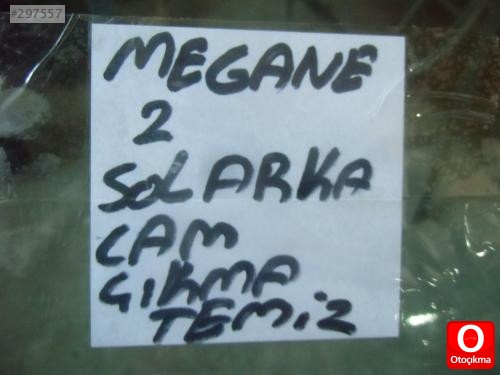 #297557
MEGANE
2
SOL ARKA
CAM
ÇIKMA
TEMİZ
O
Otoçıkma